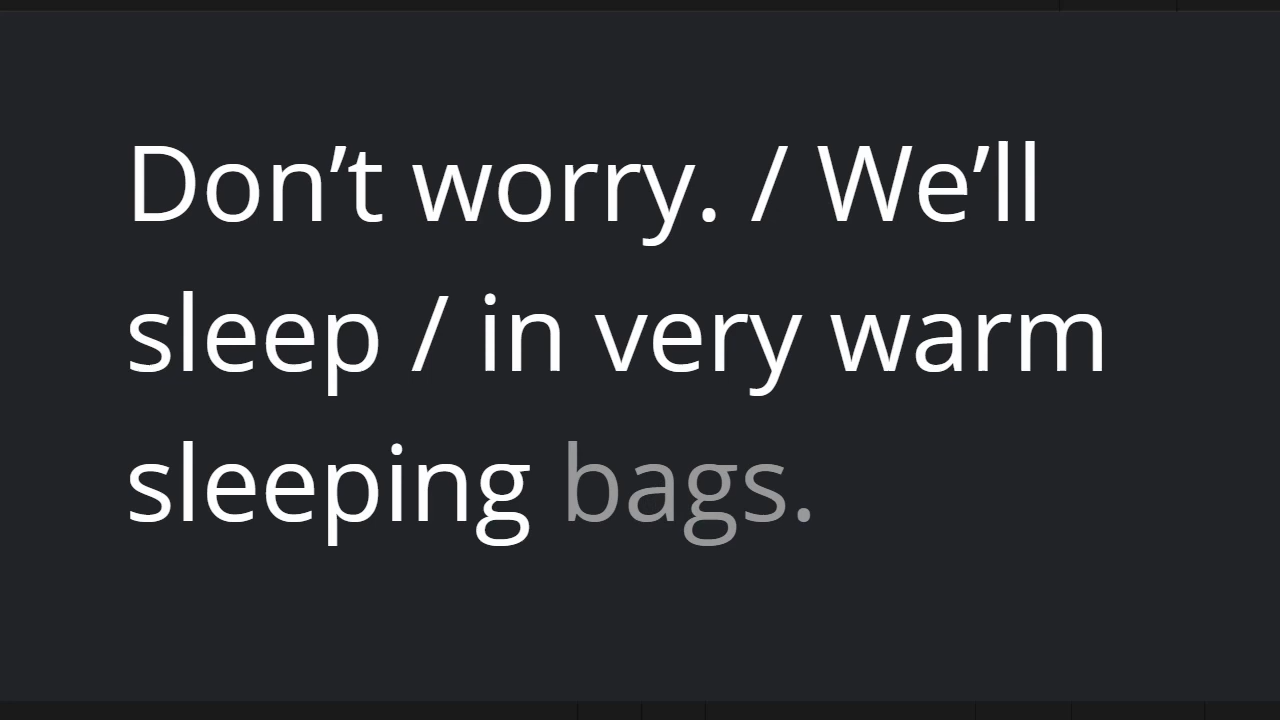 Don’t worry. / We’ll
sleep / in very warm
sleeping bags.